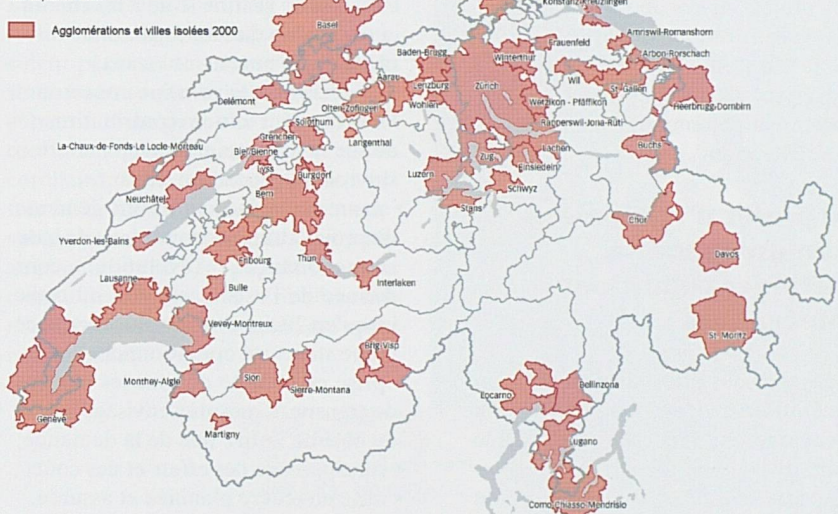 Konstanz-Kreuzlingen
Basel
Agglomérations et villes isolées 2000
Amriswil-Romanshorn
Frauenfeld
Baden-Brugg
Arbon-Rorschach
Winterthur
Aarau
Wil
Lenzburg
Zürich
St-Gallen
Delémont
Wetzikon - Pfäffikon
Wohlen
Heerbrugg-Dornbirn
Olten-Zofingen
Solothurn
Rapperswil-Jona-Rüti
Grenchen
Langenthal
Buchs
La-Chaux-de-Fonds-Le Locle-Morteau
Lachen
Biel-Bienne
Zug
Einsiedeln
Lyss
Luzern
Burgdorf
Schwyz
Bern
Neuchâtel
Stans
Chur
Yverdon-les-Bains
Davos
Thun
Fribourg
Lausanne
Interlaken
Bulle
Vevey-Montreux
St. Moritz
Brig-Visp
Sion
Monthey-Aigle
Bellinzona
Sierre-Montana
Locarno
Genève
Martigny
Lugano
Como-Chiasso-Mendrisio